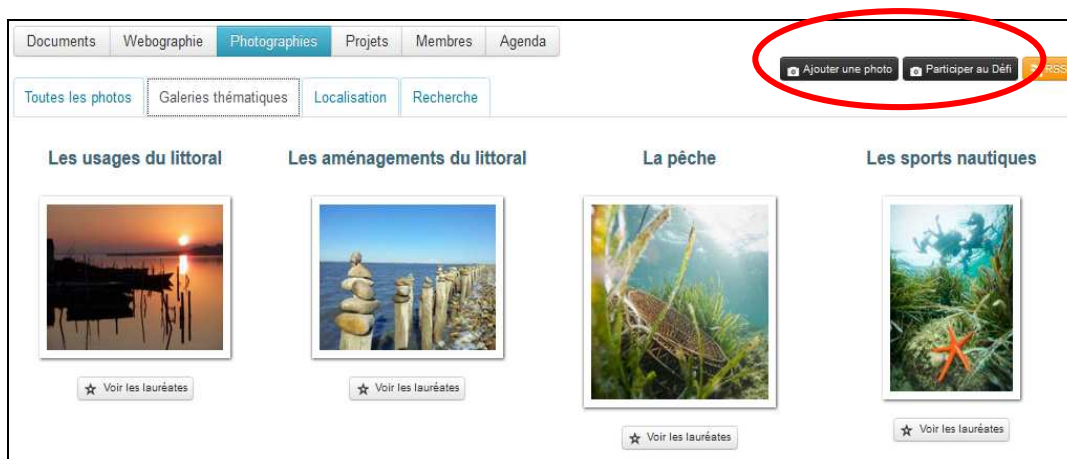 Documents Webographie Photographies Projets Membres Agenda
Ajouter une photo Participer au Défi RSS
Toutes les photos Galeries thématiques Localisation Recherche
Les usages du littoral Les aménagements du littoral La pêche Les sports nautiques
Voir les lauréates Voir les lauréates Voir les lauréates Voir les lauréates